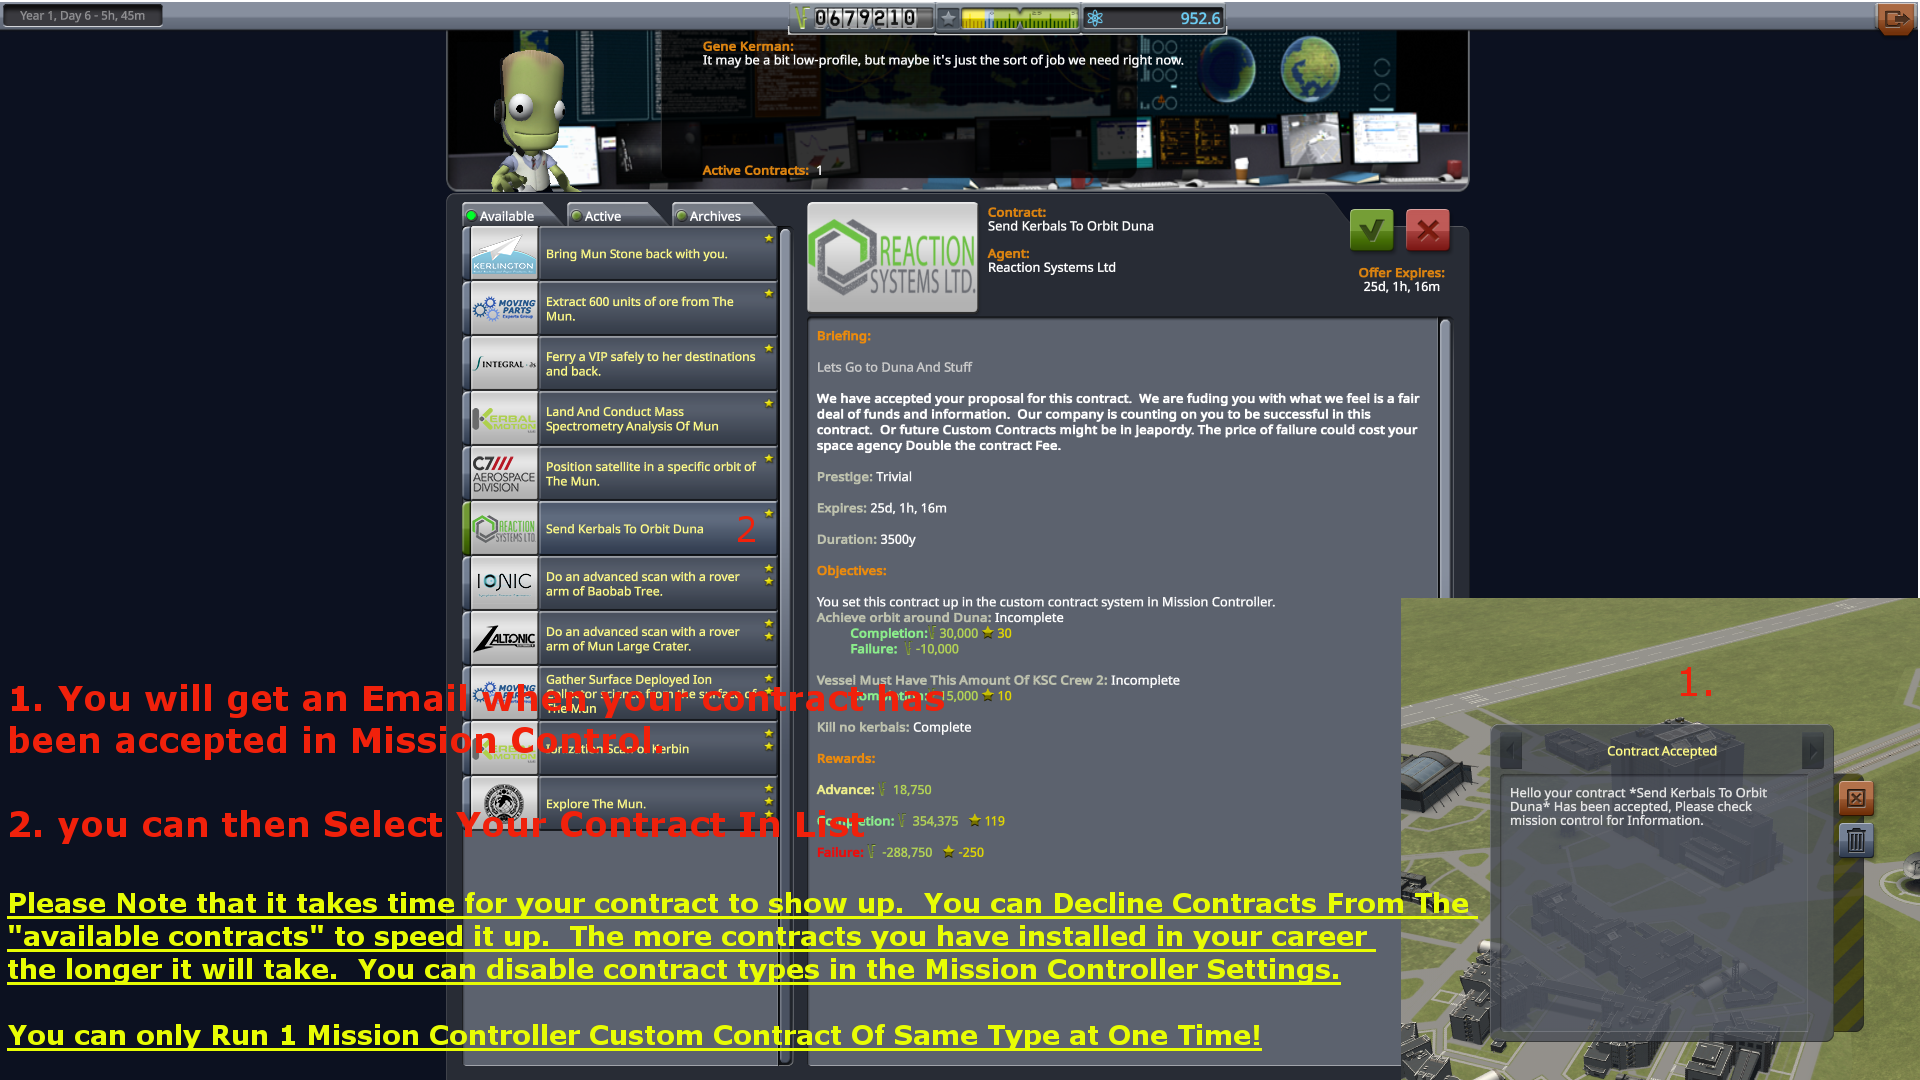 Year 1, Day 6 - 5h, 45m
0679210
952.6
Gene Kerman:
It may be a bit low-profile, but maybe it's just the sort of job we need right now.
Active Contracts: 1
Available
Active
Archives
KERLINGTON
Bring Mun Stone back with you.
MOVING
PARTS
Experts Group
Extract 600 units of ore from The
Mun.
INTEGRAL
Ferry a VIP safely to her destinations
and back.
KERBAL
MOTION
Land And Conduct Mass
Spectrometry Analysis Of Mun
C7
AEROSPACE
DIVISION
Position satellite in a specific orbit of
The Mun.
REACTION
SYSTEMS LTD.
Send Kerbals To Orbit Duna
2
IONIC
Do an advanced scan with a rover
arm of Baobab Tree.
ZALTONIC
Do an advanced scan with a rover
arm of Mun Large Crater.
MOVING
Gather Surface Deployed Ion
Collector science from the surface of
The Mun
Ionization Scan of Kerbin
Explore The Mun.
REACTION
SYSTEMS LTD.
Contract:
Send Kerbals To Orbit Duna
Agent:
Reaction Systems Ltd
Offer Expires:
25d, 1h, 16m
Briefing:
Lets Go to Duna And Stuff
We have accepted your proposal for this contract.  We are fuding you with what we feel is a fair
deal of funds and information.  Our company is counting on you to be successful in this
contract.  Or future Custom Contracts might be in Jeapordy. The price of failure could cost your
space agency Double the contract Fee.
Prestige: Trivial
Expires: 25d, 1h, 16m
Duration: 3500y
Objectives:
You set this contract up in the custom contract system in Mission Controller.
Achieve orbit around Duna: Incomplete
Completion: 30,000 30
Failure: -10,000
Vessel Must Have This Amount Of KSC Crew 2: Incomplete
Completion: 15,000 10
Kill no kerbals: Complete
Rewards:
Advance: 18,750
Completion: 354,375 119
Failure: -288,750 -250
1. You will get an Email when your contract has
been accepted in Mission Control.
2. you can then Select Your Contract In List
Please Note that it takes time for your contract to show up.  You can Decline Contracts From The
"available contracts" to speed it up.  The more contracts you have installed in your career
the longer it will take.  You can disable contract types in the Mission Controller Settings.
You can only Run 1 Mission Controller Custom Contract Of Same Type at One Time!
1.
Contract Accepted
Hello your contract *Send Kerbals To Orbit
Duna* Has been accepted, Please check
mission control for Information.